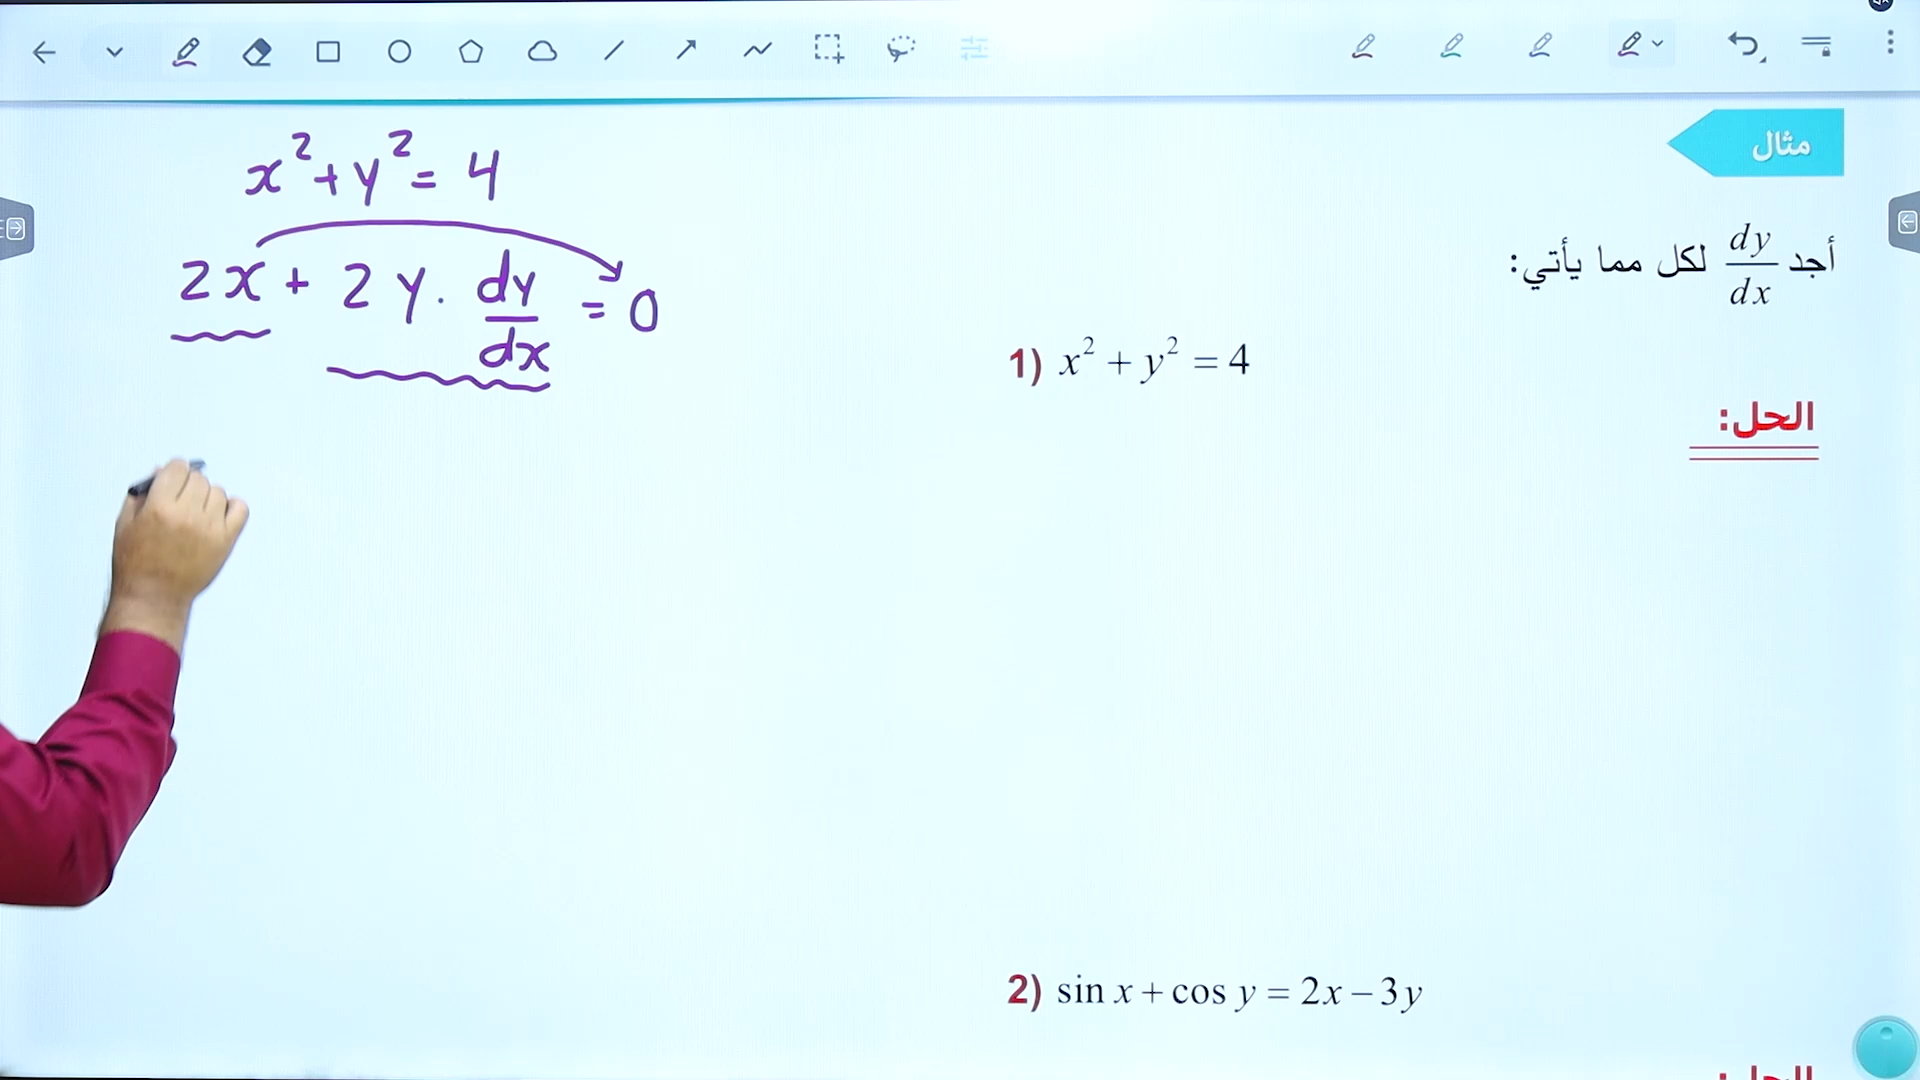 مثال
أجد dy/dx لكل مما يأتي:
1) x² + y² = 4
الحل:
x² + y² = 4
2x + 2y . dy/dx = 0
2) sin x + cos y = 2x − 3y
الحل: